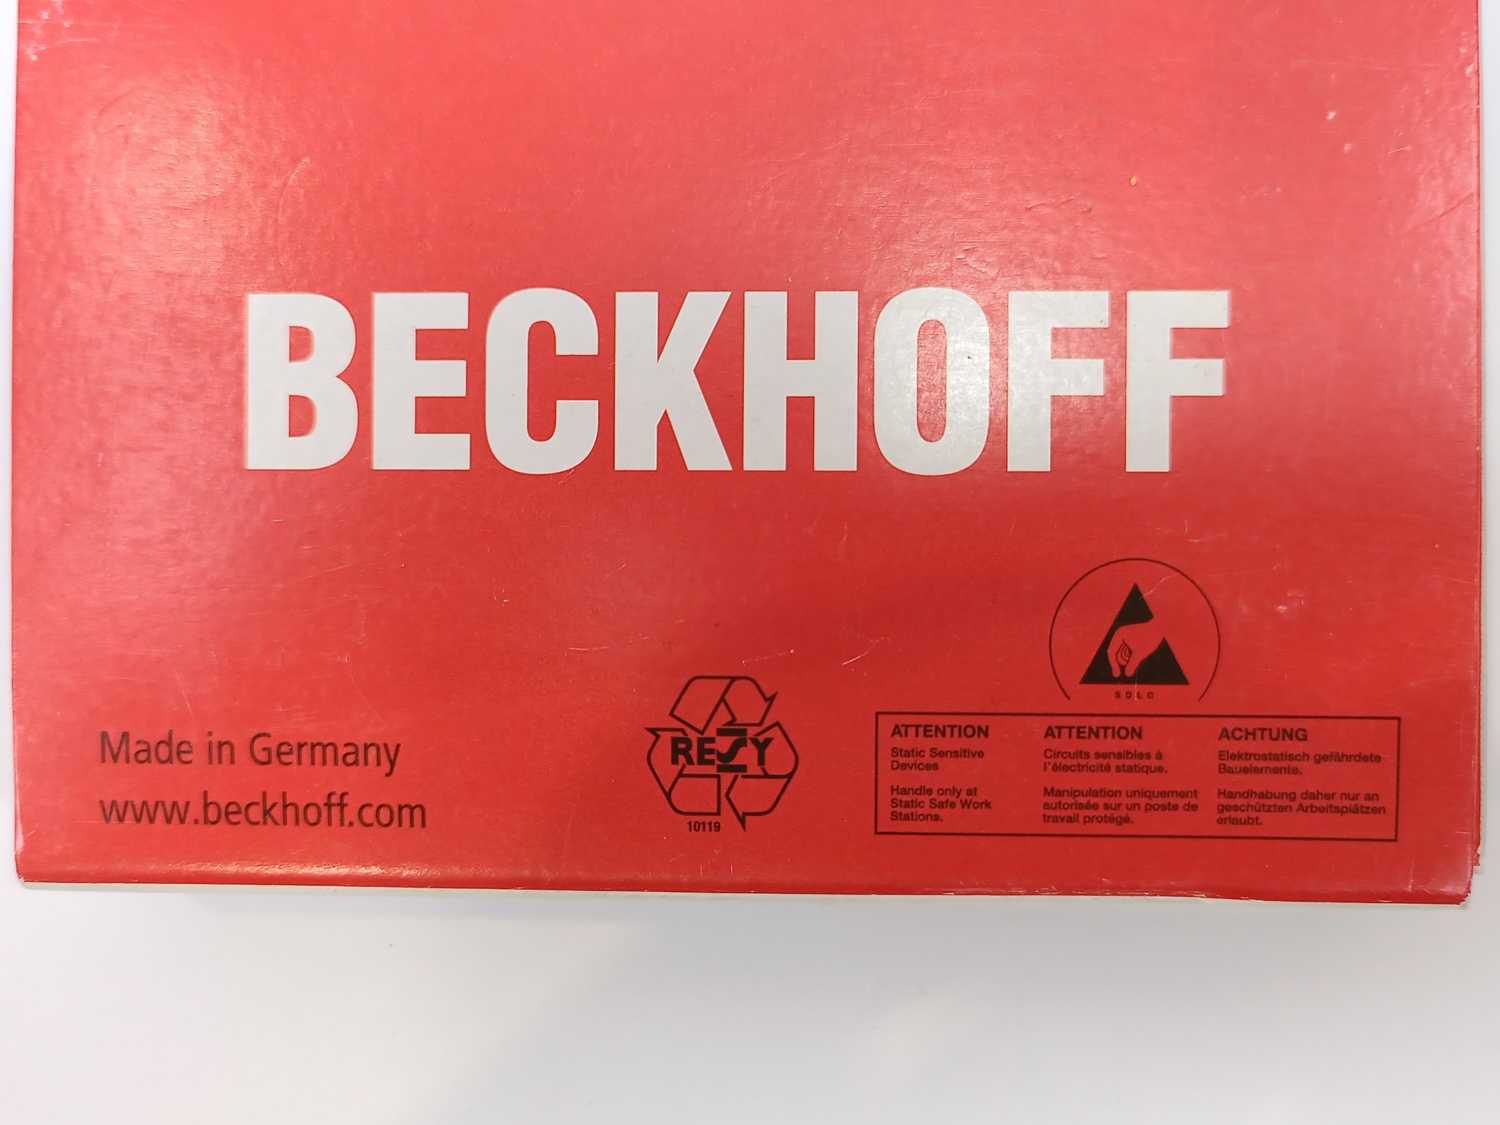 BECKHOFF
Made in Germany
www.beckhoff.com
RESY
10119
ATTENTION
Static Sensitive
Devices
Handle only at
Static Safe Work
Stations.
ATTENTION
Circuits sensibles à
l'électricité statique.
Manipulation uniquement
autorisée sur un poste de
travail protégé.
ACHTUNG
Elektrostatisch gefährdete
Bauelemente.
Handhabung daher nur an
geschützten Arbeitsplätzen
erlaubt.